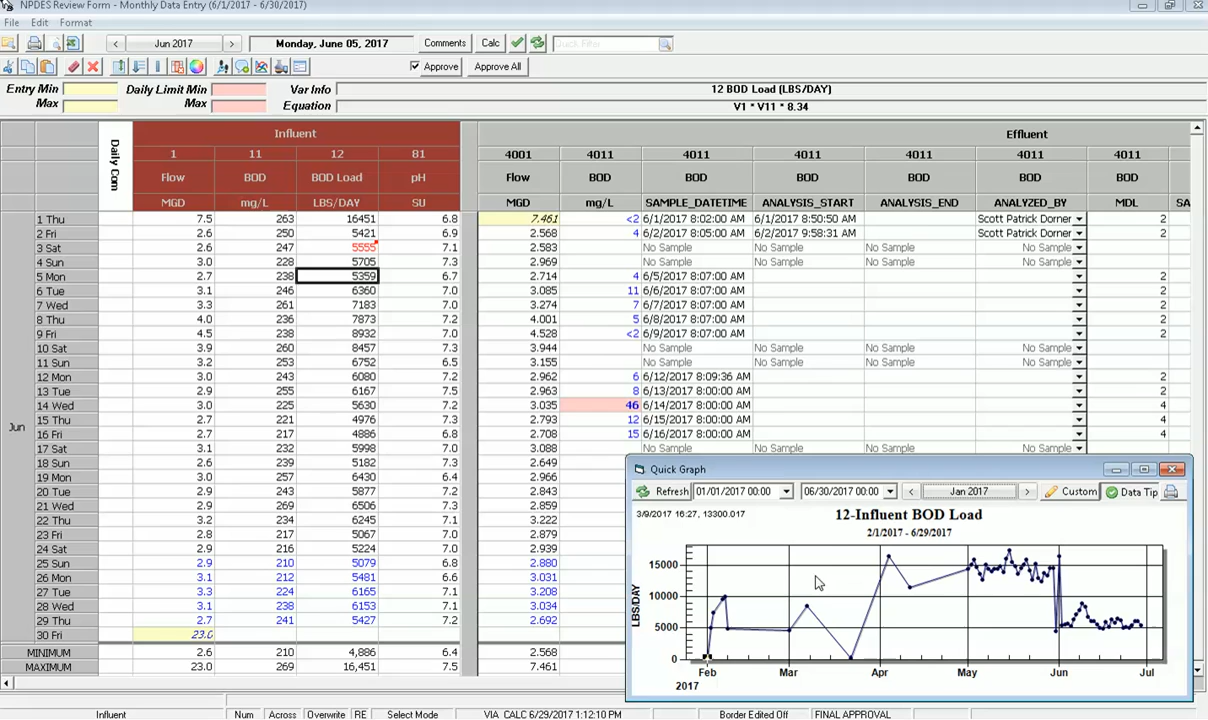 NPDES Review Form - Monthly Data Entry (6/1/2017 - 6/30/2017)
File Edit Format
< Jun 2017 > Monday, June 05, 2017 Comments Calc Quick Filter
Approve Approve All
Entry Min Daily Limit Min Var Info 12 BOD Load (LBS/DAY)
Max Max Equation V1 * V11 * 8.34
Daily Com Influent Effluent
1 11 12 81 4001 4011 4011 4011 4011 4011 4011
Flow BOD BOD Load pH Flow BOD BOD BOD BOD BOD BOD
MGD mg/L LBS/DAY SU MGD mg/L SAMPLE_DATETIME ANALYSIS_START ANALYSIS_END ANALYZED_BY MDL SA
1 Thu 7.5 263 16451 6.8 7.461 <2 6/1/2017 8:02:00 AM 6/1/2017 8:50:50 AM Scott Patrick Dorner 2
2 Fri 2.6 250 5421 6.9 2.568 4 6/2/2017 8:05:00 AM 6/2/2017 9:58:31 AM Scott Patrick Dorner 2
3 Sat 2.6 247 5555 7.1 2.583 No Sample No Sample No Sample No Sample
4 Sun 3.0 228 5705 7.3 2.969 No Sample No Sample No Sample No Sample
5 Mon 2.7 238 5359 6.7 2.714 4 6/5/2017 8:07:00 AM 2
6 Tue 3.1 246 6360 7.0 3.085 11 6/6/2017 8:07:00 AM 2
7 Wed 3.3 261 7183 7.0 3.274 7 6/7/2017 8:07:00 AM 2
8 Thu 4.0 236 7873 7.2 4.001 5 6/8/2017 8:07:00 AM 2
9 Fri 4.5 238 8932 7.0 4.528 <2 6/9/2017 8:07:00 AM 2
10 Sat 3.9 260 8457 7.3 3.944 No Sample No Sample No Sample No Sample
11 Sun 3.2 253 6752 6.5 3.155 No Sample No Sample No Sample No Sample
12 Mon 3.0 243 6080 7.2 2.962 6 6/12/2017 8:09:36 AM 2
13 Tue 2.9 255 6167 7.5 2.963 8 6/13/2017 8:00:00 AM 2
Jun 14 Wed 3.0 225 5630 7.2 3.035 46 6/14/2017 8:00:00 AM 4
15 Thu 2.7 221 4976 7.3 2.793 12 6/15/2017 8:00:00 AM 4
16 Fri 2.7 217 4886 6.8 2.708 15 6/16/2017 8:00:00 AM 4
17 Sat 3.1 232 5998 7.0 3.088 No Sample No Sample No Sample No Sample
18 Sun 2.6 239 5182 7.3 2.649
19 Mon 3.0 257 6430 6.4 2.966
20 Tue 2.9 243 5877 7.2 2.843
21 Wed 2.9 269 6506 7.3 2.859
22 Thu 3.2 234 6245 7.1 3.222
23 Fri 2.8 217 5067 7.0 2.879
24 Sat 2.9 216 5224 7.0 2.939
25 Sun 2.9 210 5079 6.8 2.880
26 Mon 3.1 212 5481 6.6 3.031
27 Tue 3.3 224 6165 7.1 3.208
28 Wed 3.1 238 6153 7.1 3.034
29 Thu 2.7 241 5427 7.2 2.692
30 Fri 23.0
MINIMUM 2.6 210 4,886 6.4 2.568
MAXIMUM 23.0 269 16,451 7.5 7.461
Quick Graph
Refresh 01/01/2017 00:00 06/30/2017 00:00 < Jan 2017 > Custom Data Tip
3/9/2017 16:27, 13300.017 12-Influent BOD Load
2/1/2017 - 6/29/2017
LBS/DAY
15000
10000
5000
0
Feb Mar Apr May Jun Jul
2017
Influent Num Across Overwrite RE Select Mode VIA CALC 6/29/2017 1:12:10 PM Border Edited Off FINAL APPROVAL